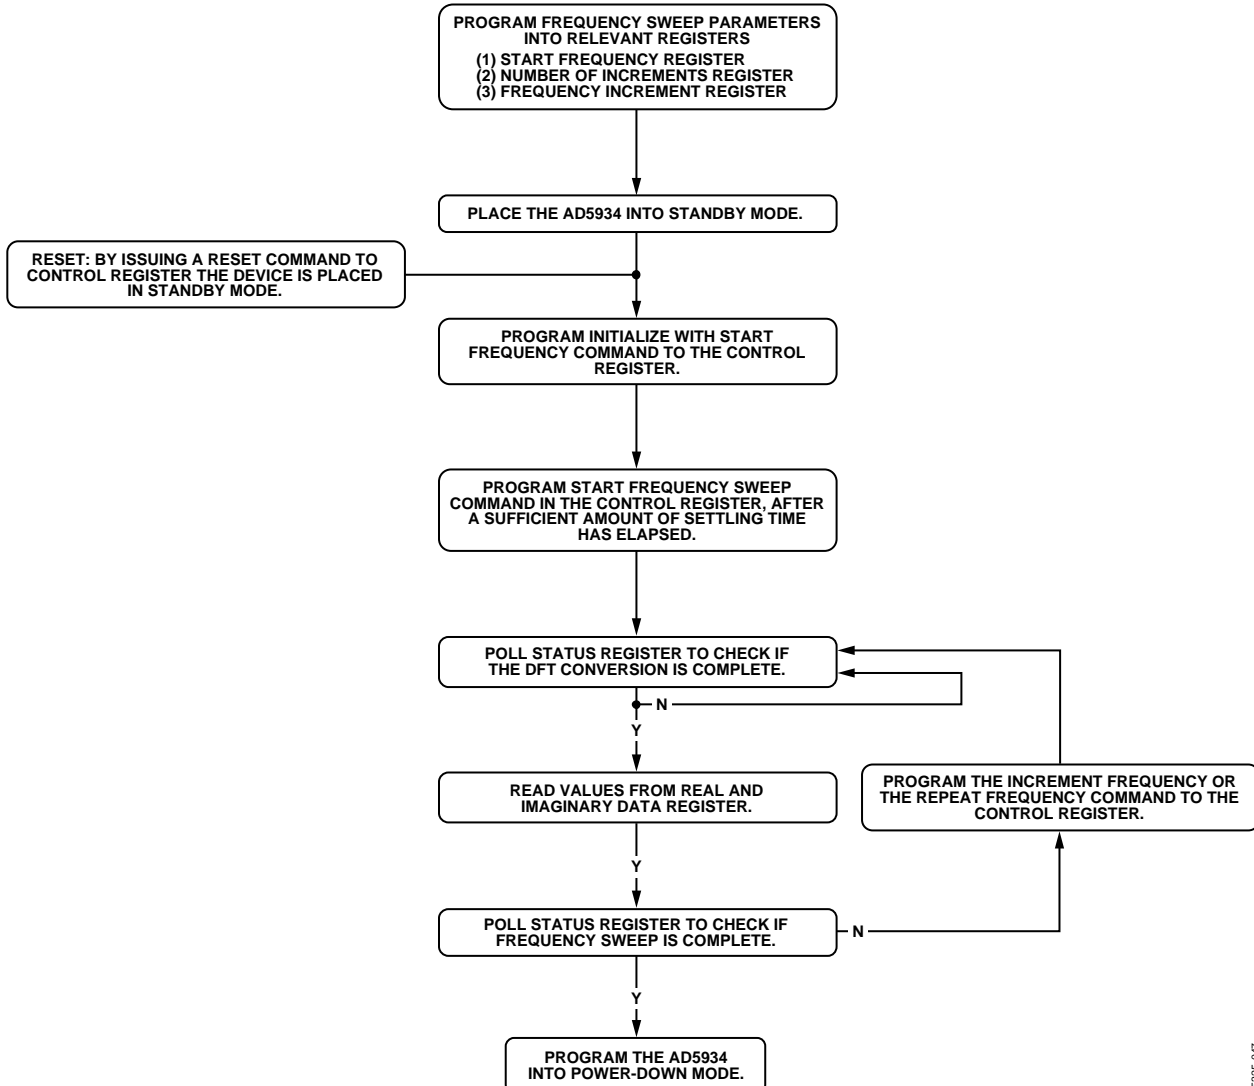 PROGRAM FREQUENCY SWEEP PARAMETERS
INTO RELEVANT REGISTERS
(1) START FREQUENCY REGISTER
(2) NUMBER OF INCREMENTS REGISTER
(3) FREQUENCY INCREMENT REGISTER
PLACE THE AD5934 INTO STANDBY MODE.
RESET: BY ISSUING A RESET COMMAND TO
CONTROL REGISTER THE DEVICE IS PLACED
IN STANDBY MODE.
PROGRAM INITIALIZE WITH START
FREQUENCY COMMAND TO THE CONTROL
REGISTER.
PROGRAM START FREQUENCY SWEEP
COMMAND IN THE CONTROL REGISTER, AFTER
A SUFFICIENT AMOUNT OF SETTLING TIME
HAS ELAPSED.
POLL STATUS REGISTER TO CHECK IF
THE DFT CONVERSION IS COMPLETE.
N
Y
READ VALUES FROM REAL AND
IMAGINARY DATA REGISTER.
PROGRAM THE INCREMENT FREQUENCY OR
THE REPEAT FREQUENCY COMMAND TO THE
CONTROL REGISTER.
Y
POLL STATUS REGISTER TO CHECK IF
FREQUENCY SWEEP IS COMPLETE.
N
Y
PROGRAM THE AD5934
INTO POWER-DOWN MODE.